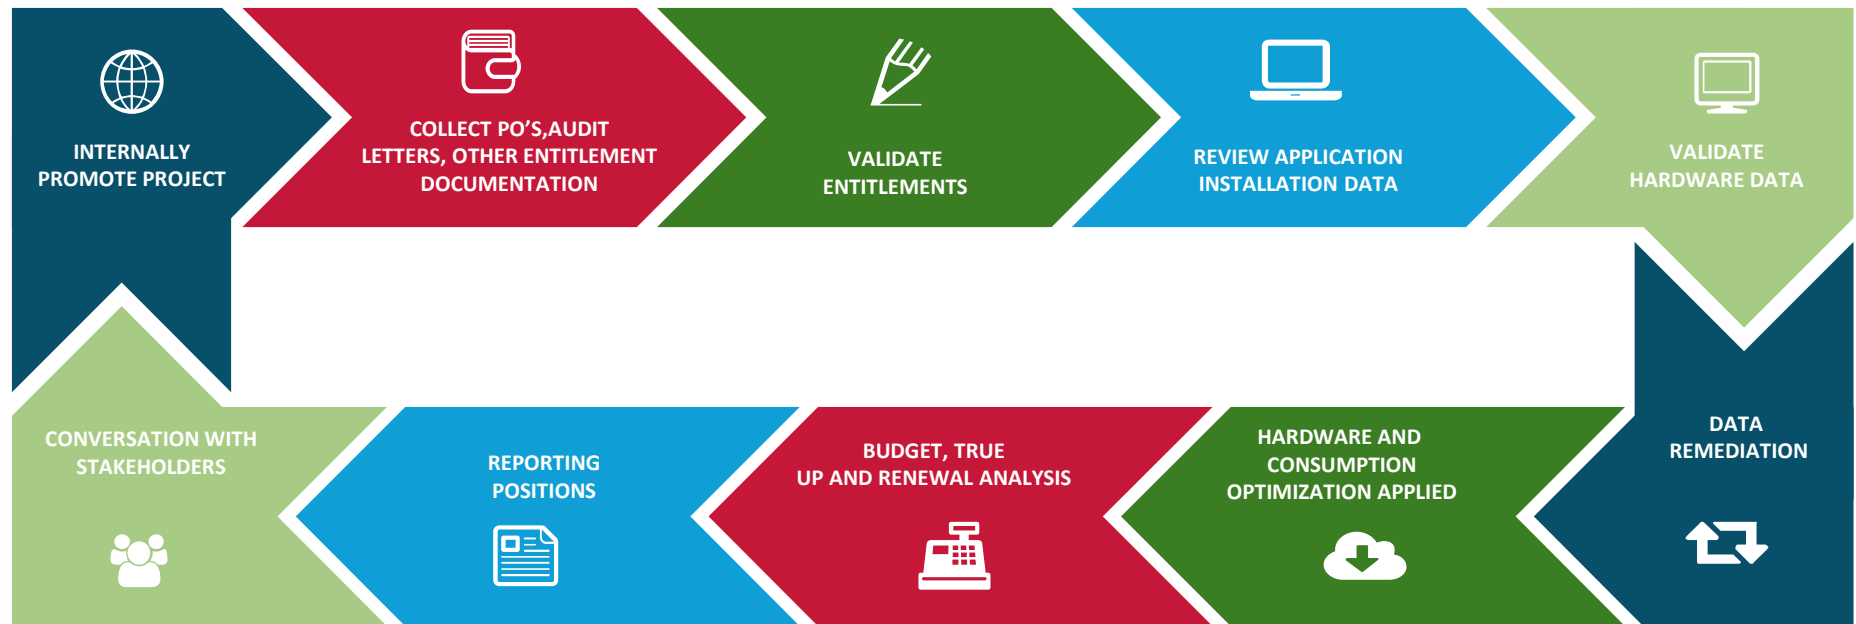 INTERNALLY
PROMOTE PROJECT
COLLECT PO’S,AUDIT
LETTERS, OTHER ENTITLEMENT
DOCUMENTATION
VALIDATE
ENTITLEMENTS
REVIEW APPLICATION
INSTALLATION DATA
VALIDATE
HARDWARE DATA
DATA
REMEDIATION
HARDWARE AND
CONSUMPTION
OPTIMIZATION APPLIED
BUDGET, TRUE
UP AND RENEWAL ANALYSIS
REPORTING
POSITIONS
CONVERSATION WITH
STAKEHOLDERS